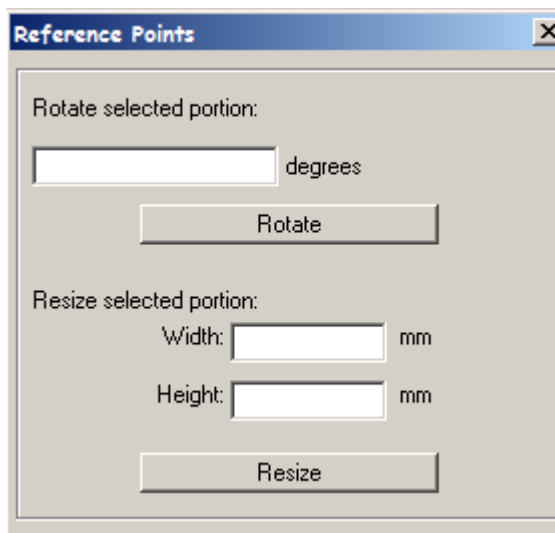 Reference Points
Rotate selected portion:
degrees
Rotate
Resize selected portion:
Width: mm
Height: mm
Resize